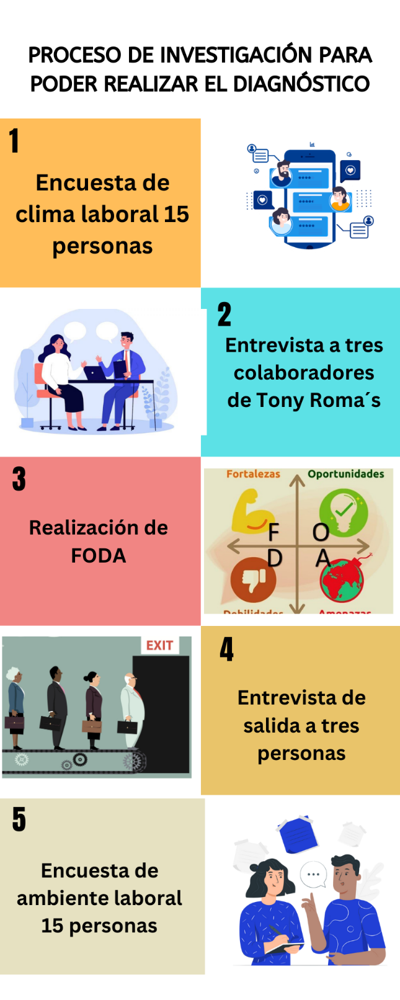 PROCESO DE INVESTIGACIÓN PARA
PODER REALIZAR EL DIAGNÓSTICO
1
Encuesta de
clima laboral 15
personas
2
Entrevista a tres
colaboradores
de Tony Roma´s
3
Realización de
FODA
Fortalezas
Oportunidades
F
O
D
A
Debilidades
Amenazas
EXIT
4
Entrevista de
salida a tres
personas
5
Encuesta de
ambiente laboral
15 personas